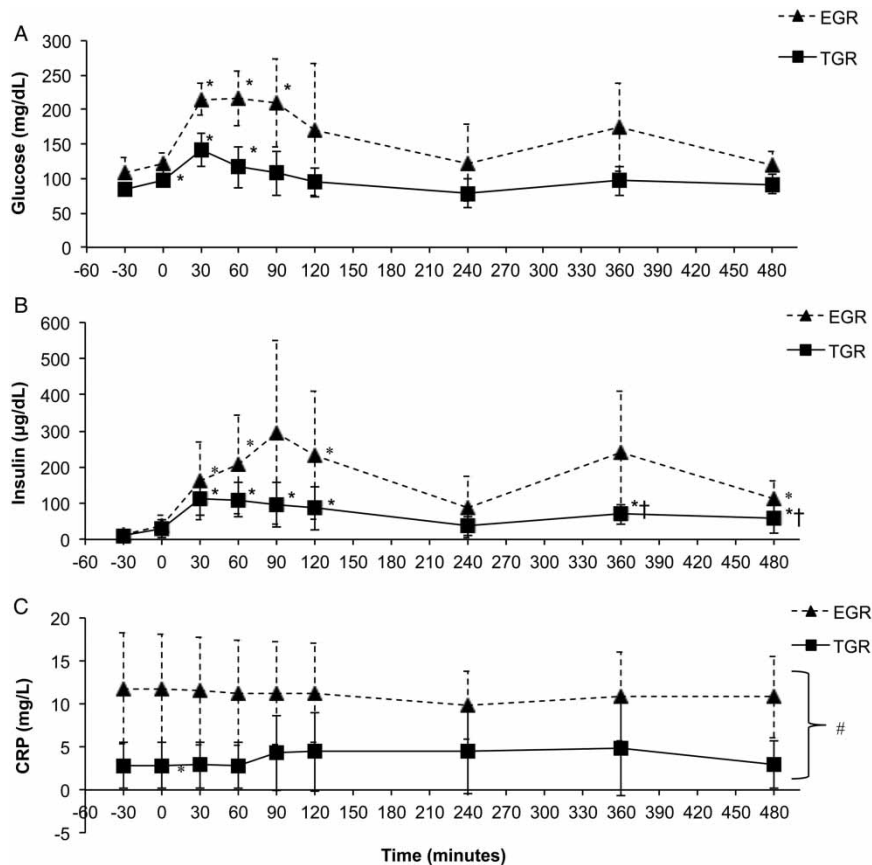 A
Glucose (mg/dL)
300
250
200
150
100
50
0
EGR
TGR
* * * * * *
-60 -30 0 30 60 90 120 150 180 210 240 270 300 330 360 390 420 450 480
B
Insulin (µg/dL)
600
500
400
300
200
100
0
EGR
TGR
* * *
* * * * *† *
*†
-60 -30 0 30 60 90 120 150 180 210 240 270 300 330 360 390 420 450 480
C
CRP (mg/L)
20
15
10
5
0
-5
EGR
TGR
*
#
-60 -30 0 30 60 90 120 150 180 210 240 270 300 330 360 390 420 450 480
Time (minutes)